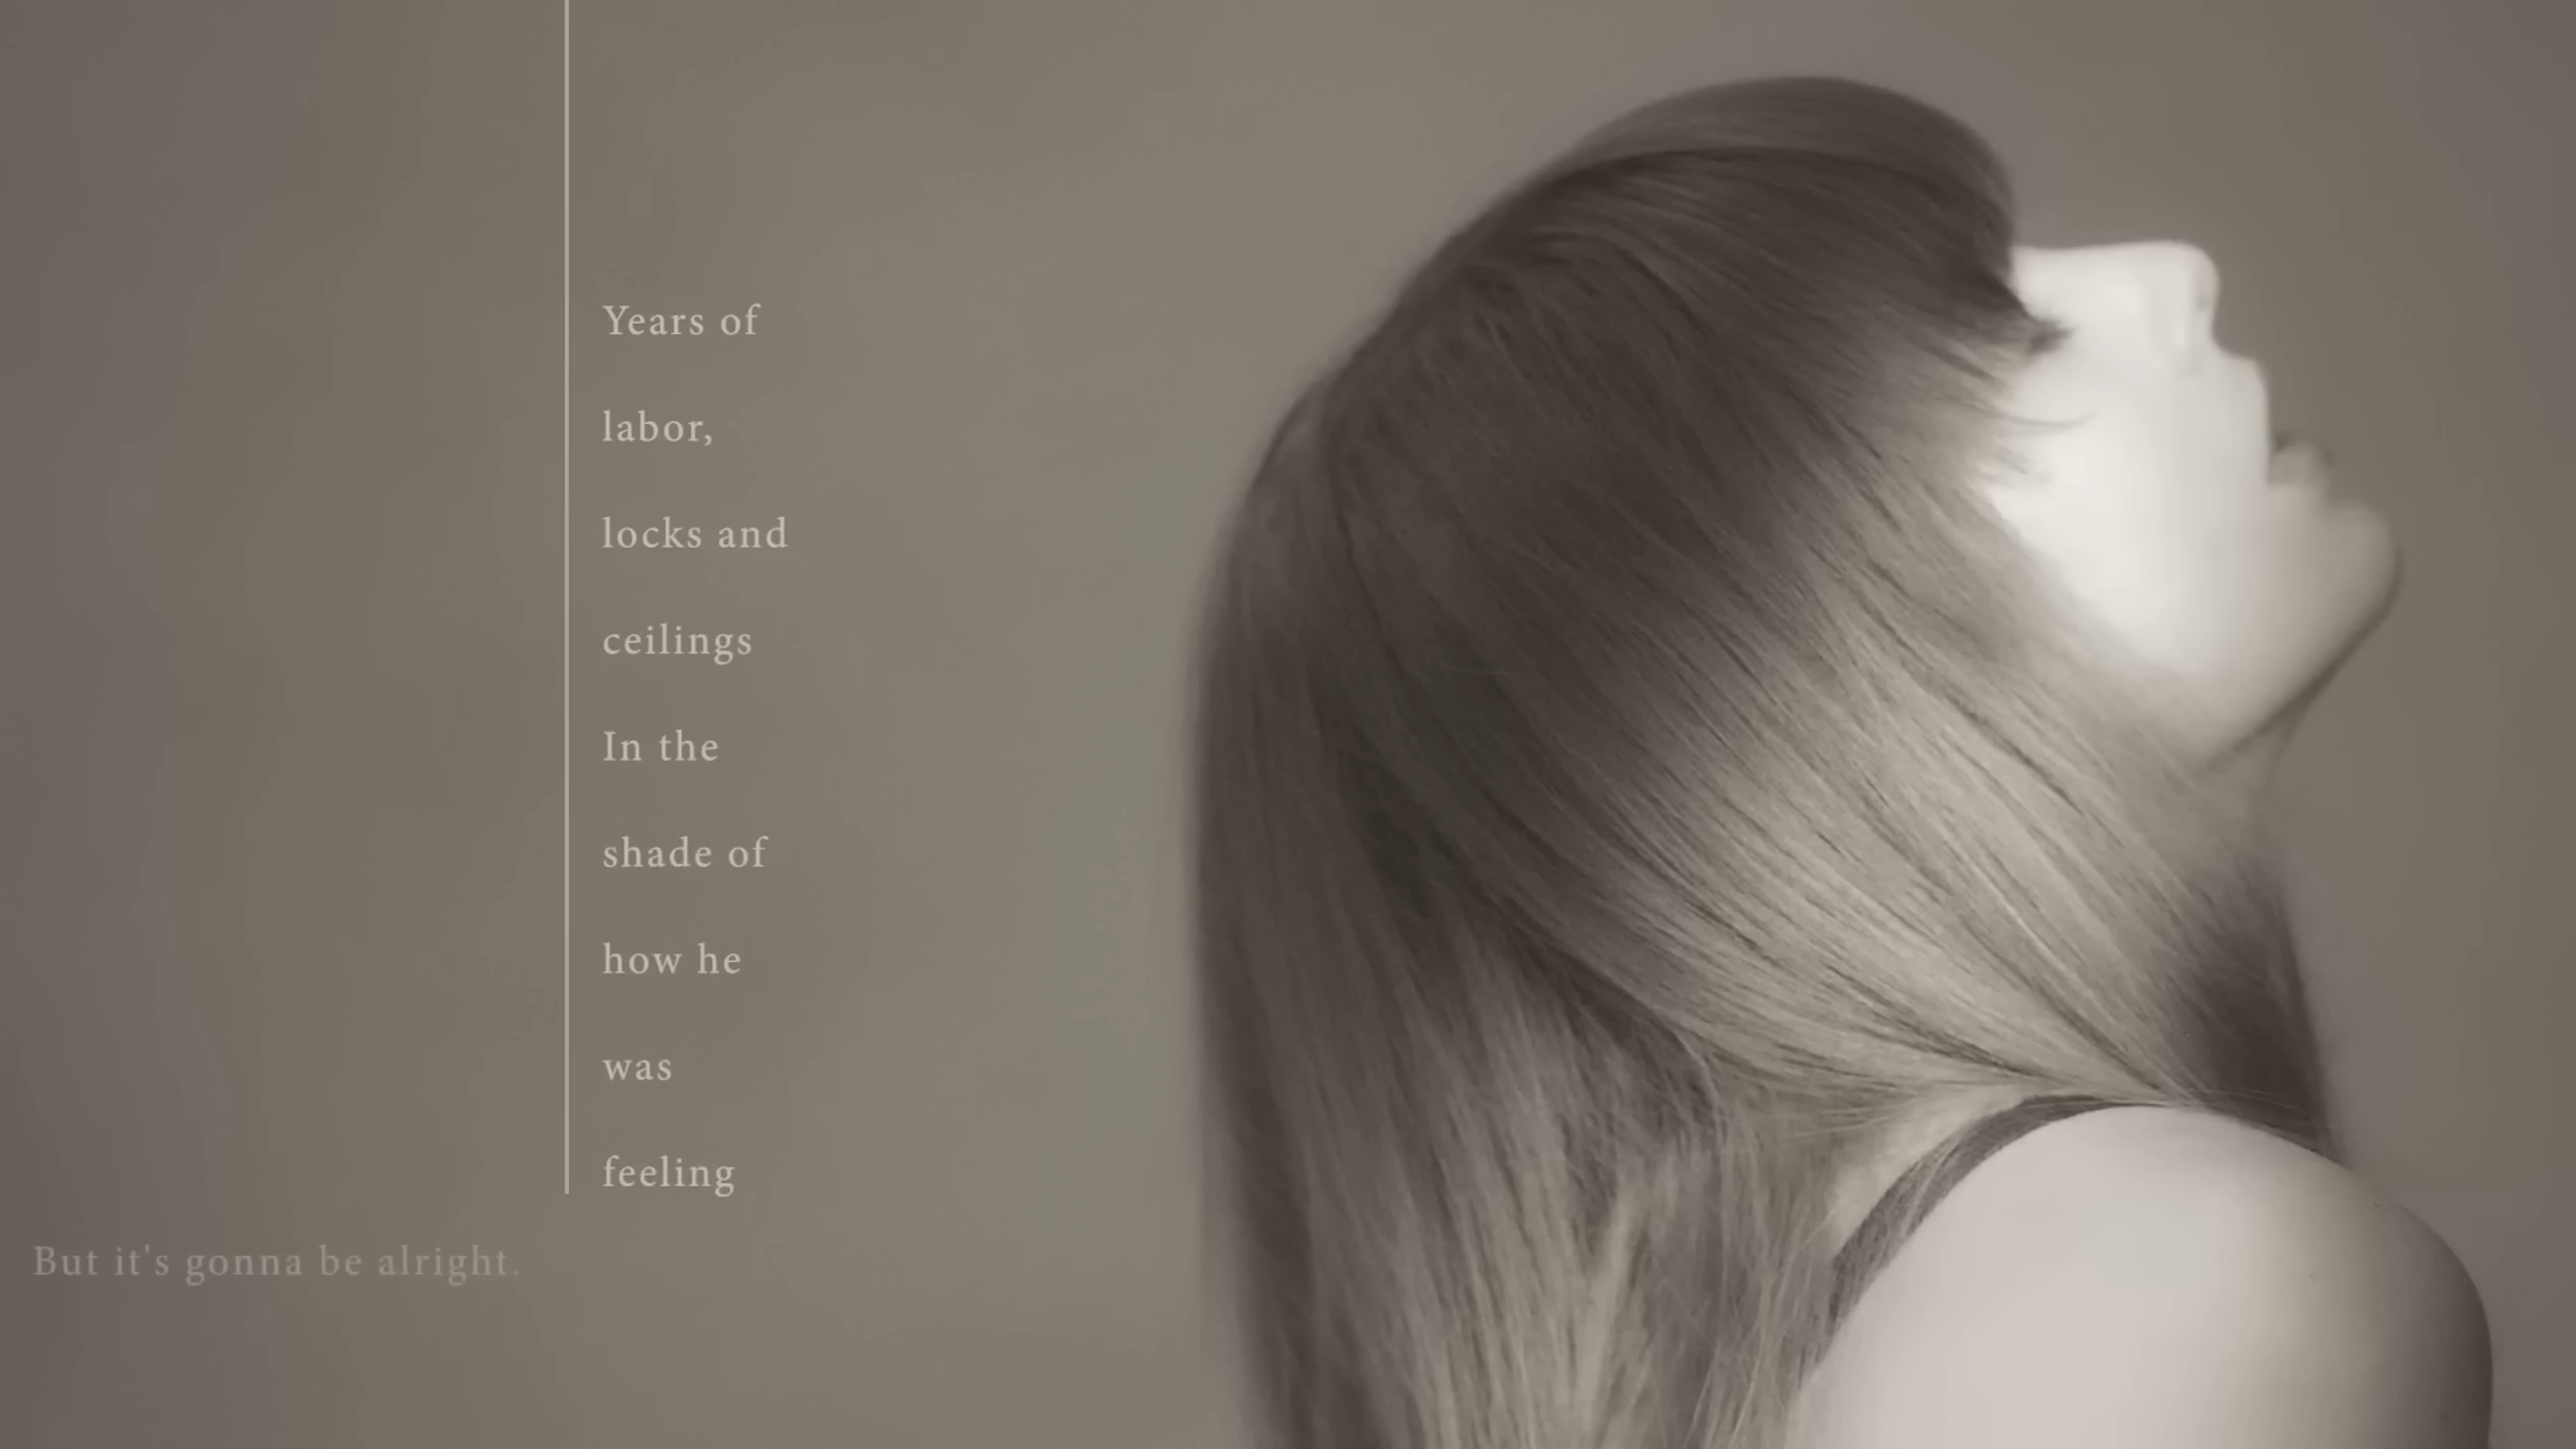 Years of
labor,
locks and
ceilings
In the
shade of
how he
was
feeling
But it's gonna be alright.